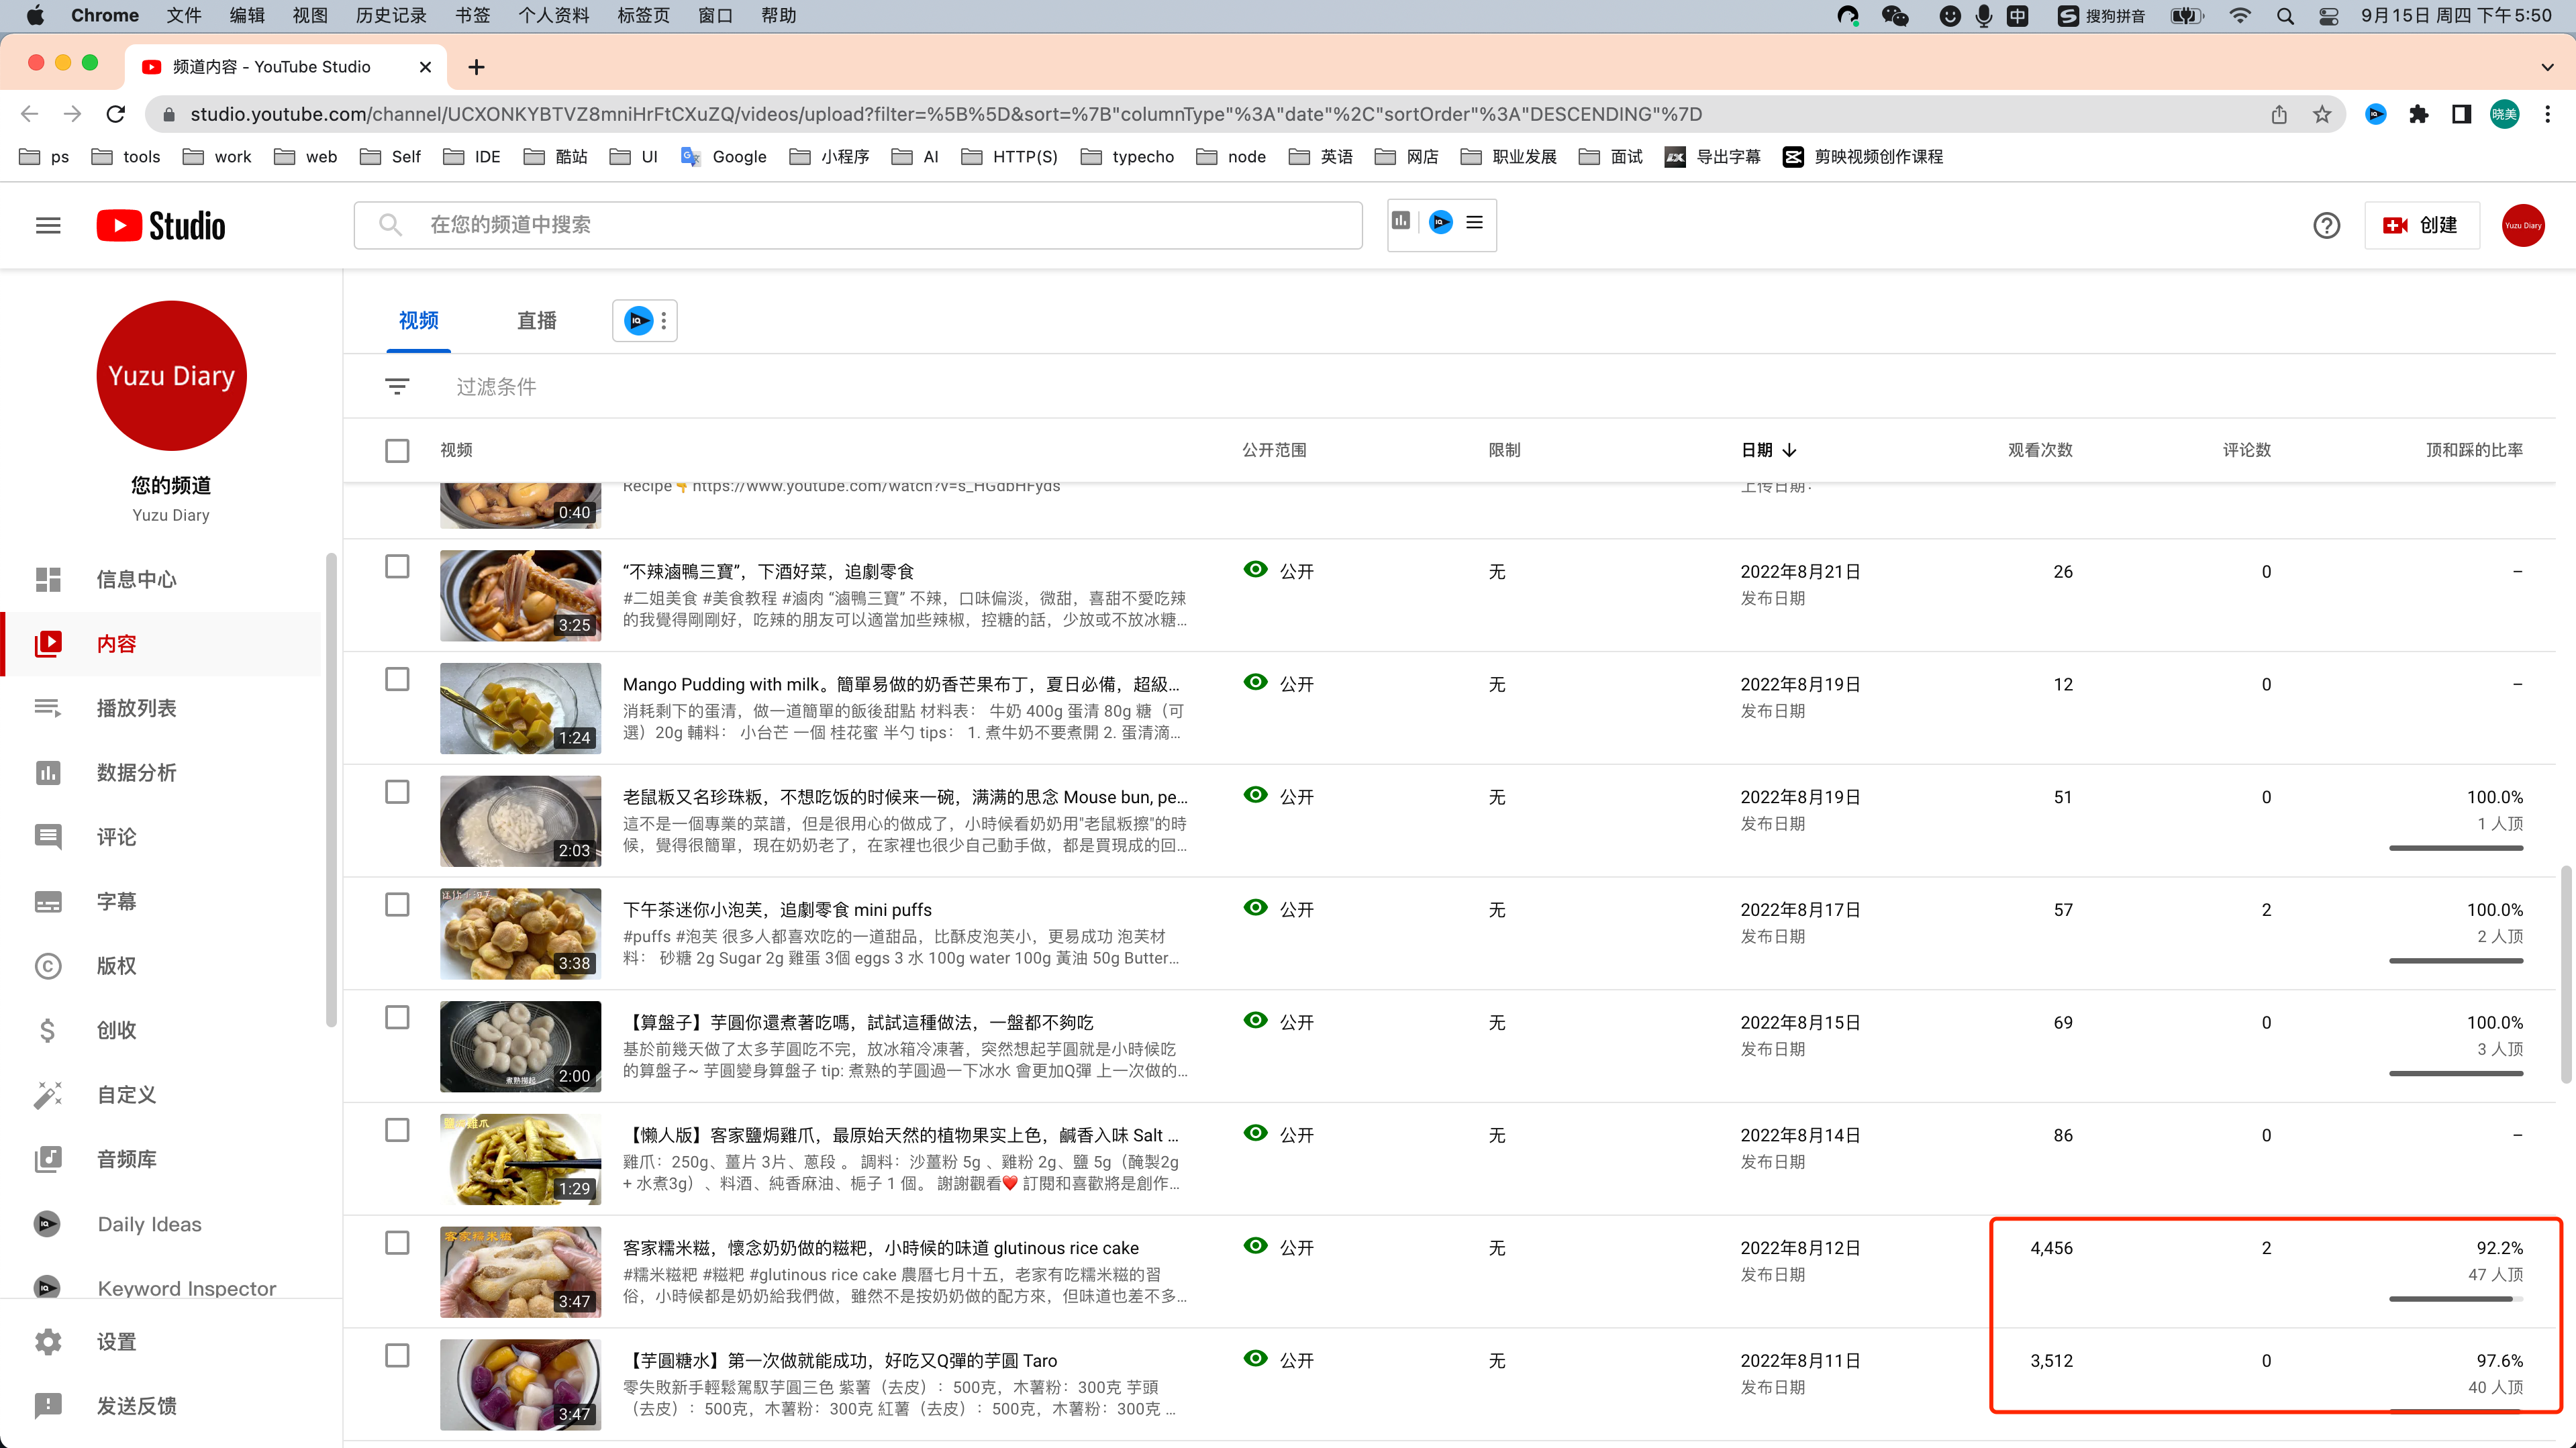 Chrome 文件 编辑 视图 历史记录 书签 个人资料 标签页 窗口 帮助 中 搜狗拼音 9月15日 周四 下午5:50
频道内容 - YouTube Studio
studio.youtube.com/channel/UCXONKYBTVZ8mniHrFtCXuZQ/videos/upload?filter=%5B%5D&sort=%7B"columnType"%3A"date"%2C"sortOrder"%3A"DESCENDING"%7D 晓美
ps tools work web Self IDE 酷站 UI Google 小程序 AI HTTP(S) typecho node 英语 网店 职业发展 面试 导出字幕 剪映视频创作课程
Studio 在您的频道中搜索 创建 Yuzu Diary
Yuzu Diary
您的频道
Yuzu Diary
信息中心
内容
播放列表
数据分析
评论
字幕
版权
创收
自定义
音频库
Daily Ideas
Keyword Inspector
设置
发送反馈
视频 直播
过滤条件
视频 公开范围 限制 日期 观看次数 评论数 顶和踩的比率
Recipe👇https://www.youtube.com/watch?v=s_HGdbHFyds 上传日期:
0:40
“不辣滷鴨三寶”，下酒好菜，追劇零食 公开 无 2022年8月21日 26 0 –
#二姐美食 #美食教程 #滷肉 “滷鴨三寶” 不辣，口味偏淡，微甜，喜甜不愛吃辣 发布日期
的我覺得剛剛好，吃辣的朋友可以適當加些辣椒，控糖的話，少放或不放冰糖...
3:25
Mango Pudding with milk。簡單易做的奶香芒果布丁，夏日必備，超級... 公开 无 2022年8月19日 12 0 –
消耗剩下的蛋清，做一道簡單的飯後甜點 材料表： 牛奶 400g 蛋清 80g 糖（可 发布日期
選）20g 輔料： 小台芒 一個 桂花蜜 半勺 tips： 1. 煮牛奶不要煮開 2. 蛋清滴...
1:24
老鼠粄又名珍珠粄，不想吃饭的时候来一碗，满满的思念 Mouse bun, pe... 公开 无 2022年8月19日 51 0 100.0%
這不是一個專業的菜譜，但是很用心的做成了，小時候看奶奶用"老鼠粄擦"的時 发布日期 1 人顶
候，覺得很簡單，現在奶奶老了，在家裡也很少自己動手做，都是買現成的回...
2:03
下午茶迷你小泡芙，追劇零食 mini puffs 公开 无 2022年8月17日 57 2 100.0%
#puffs #泡芙 很多人都喜欢吃的一道甜品，比酥皮泡芙小，更易成功 泡芙材 发布日期 2 人顶
料： 砂糖 2g Sugar 2g 雞蛋 3個 eggs 3 水 100g water 100g 黃油 50g Butter...
3:38
【算盤子】芋圓你還煮著吃嗎，試試這種做法，一盤都不夠吃 公开 无 2022年8月15日 69 0 100.0%
基於前幾天做了太多芋圓吃不完，放冰箱冷凍著，突然想起芋圓就是小時候吃 发布日期 3 人顶
的算盤子~ 芋圓變身算盤子 tip: 煮熟的芋圓過一下冰水 會更加Q彈 上一次做的...
煮熟撈起 2:00
【懒人版】客家鹽焗雞爪，最原始天然的植物果实上色，鹹香入味 Salt ... 公开 无 2022年8月14日 86 0 –
雞爪：250g、薑片 3片、蔥段 。 調料：沙薑粉 5g 、雞粉 2g、鹽 5g（醃製2g 发布日期
+ 水煮3g）、料酒、純香麻油、梔子 1 個。 謝謝觀看❤️ 訂閱和喜歡將是創作...
1:29
客家糯米糍，懷念奶奶做的糍粑，小時候的味道 glutinous rice cake 公开 无 2022年8月12日 4,456 2 92.2%
#糯米糍粑 #糍粑 #glutinous rice cake 農曆七月十五，老家有吃糯米糍的習 发布日期 47 人顶
俗，小時候都是奶奶給我們做，雖然不是按奶奶做的配方來，但味道也差不多...
3:47
【芋圓糖水】第一次做就能成功，好吃又Q彈的芋圓 Taro 公开 无 2022年8月11日 3,512 0 97.6%
零失敗新手輕鬆駕馭芋圓三色 紫薯（去皮）：500克，木薯粉：300克 芋頭 发布日期 40 人顶
（去皮）：500克，木薯粉：300克 紅薯（去皮）：500克，木薯粉：300克 ...
3:47